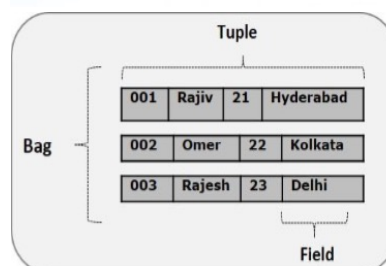 Tuple
001 Rajiv 21 Hyderabad
Bag
002 Omer 22 Kolkata
003 Rajesh 23 Delhi
Field